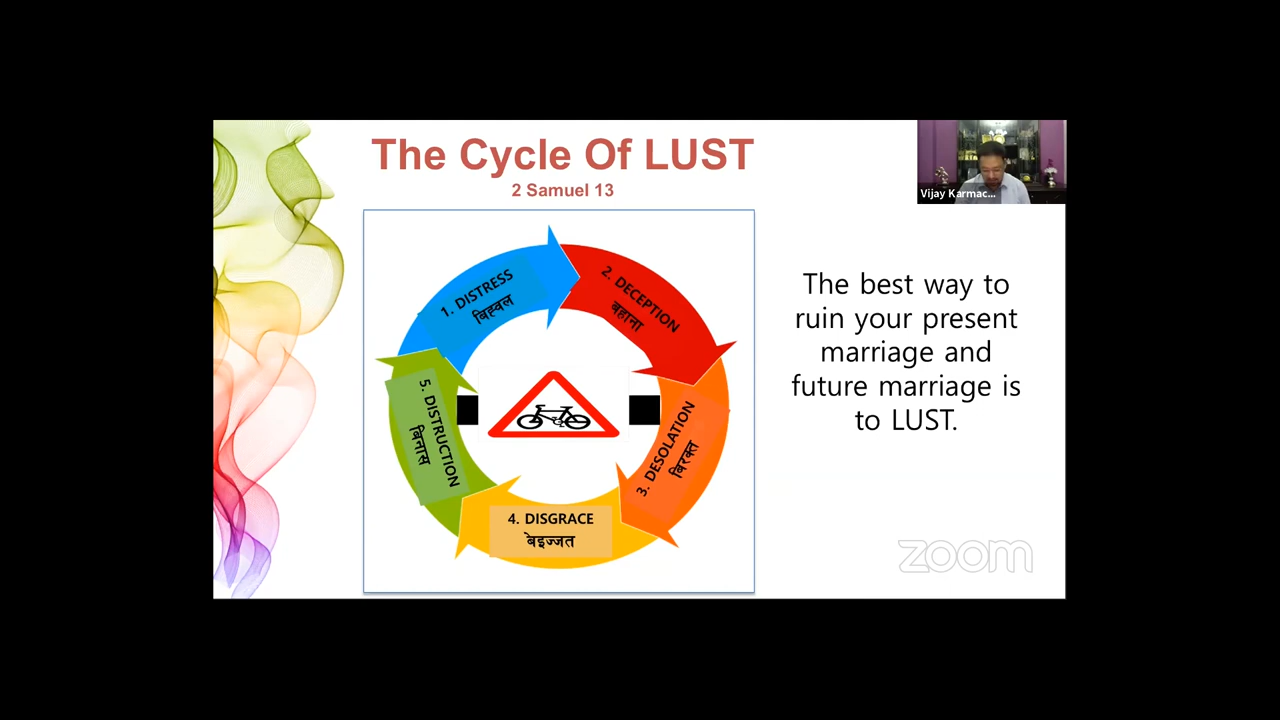 The Cycle Of LUST
2 Samuel 13
Vijay Karmac...
1. DISTRESS
बिह्वल
2. DECEPTION
बहाना
3. DESOLATION
बिरक्त
4. DISGRACE
बेइज्जत
5. DISTRUCTION
बिनास
The best way to
ruin your present
marriage and
future marriage is
to LUST.
zoom